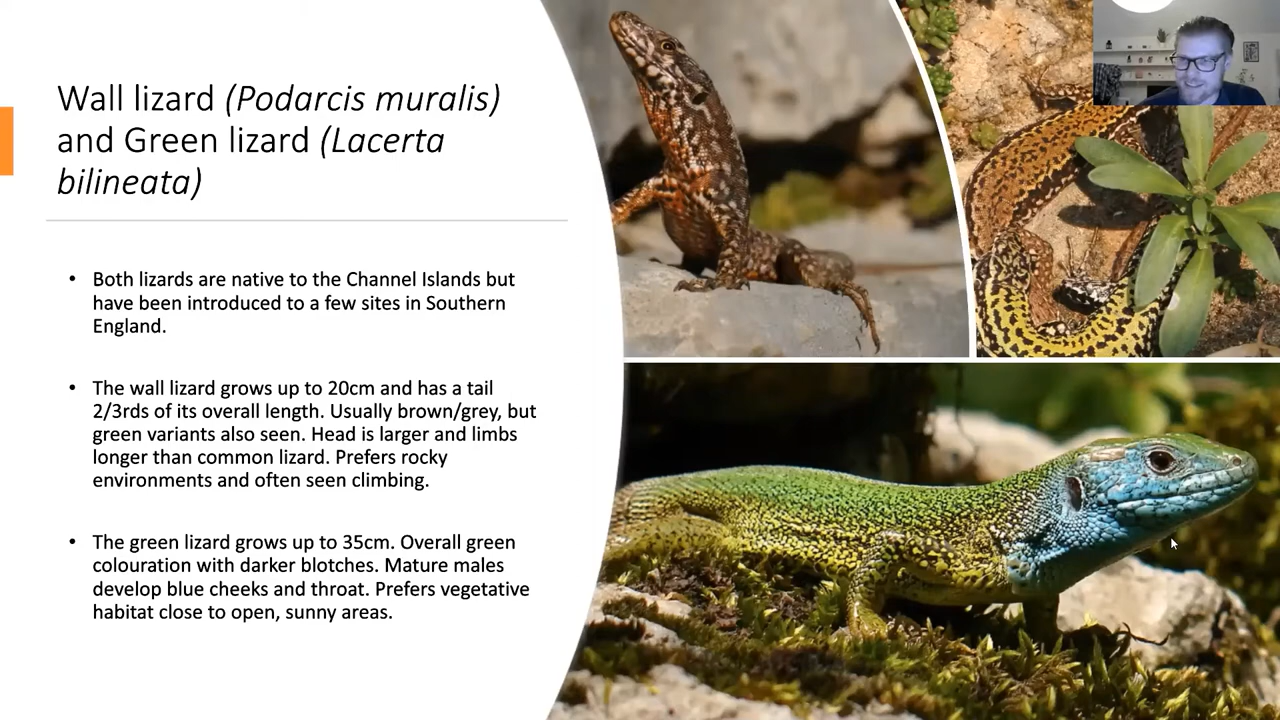 Wall lizard (Podarcis muralis)
and Green lizard (Lacerta
bilineata)
• Both lizards are native to the Channel Islands but
have been introduced to a few sites in Southern
England.
• The wall lizard grows up to 20cm and has a tail
2/3rds of its overall length. Usually brown/grey, but
green variants also seen. Head is larger and limbs
longer than common lizard. Prefers rocky
environments and often seen climbing.
• The green lizard grows up to 35cm. Overall green
colouration with darker blotches. Mature males
develop blue cheeks and throat. Prefers vegetative
habitat close to open, sunny areas.